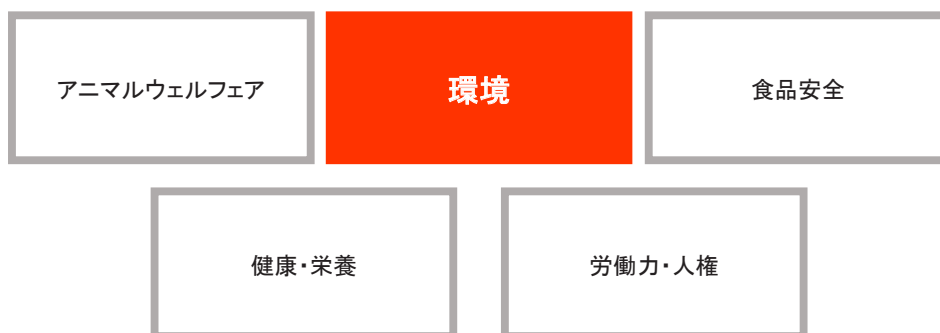 アニマルウェルフェア
環境
食品安全
健康・栄養
労働力・人権